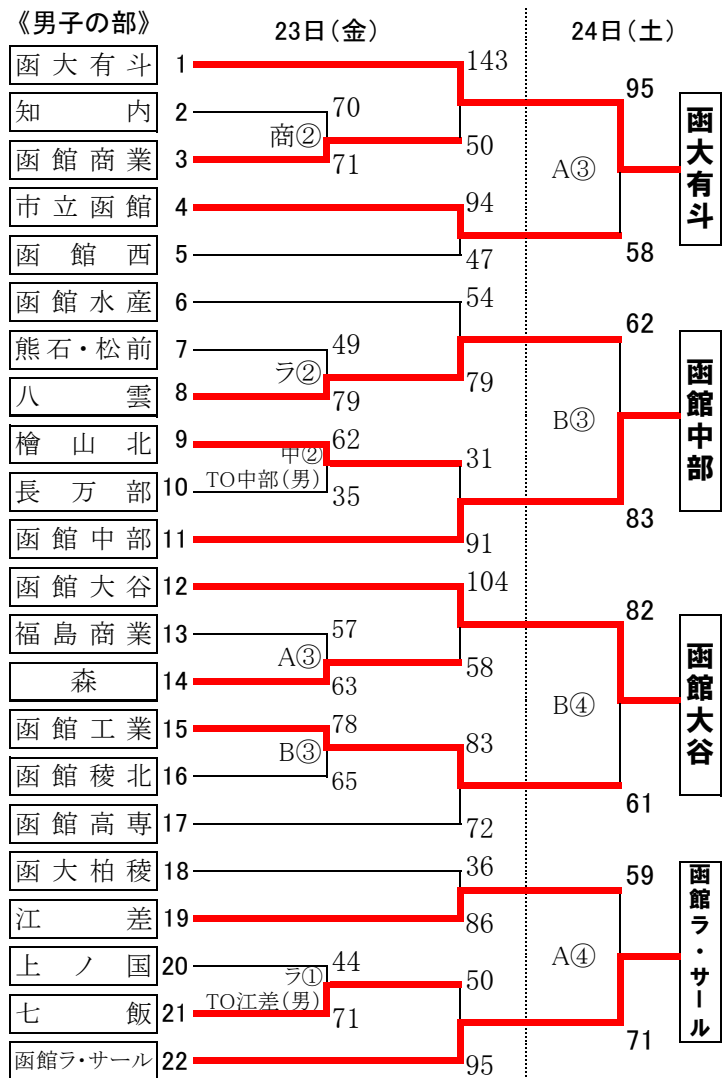 《男子の部》 23日(金) 24日(土)
函大有斗 1 143
95
知内 2 70
商②
函館商業 3 71 50
A③ 函大有斗
市立函館 4 94
58
函館西 5 47
函館水産 6 54
62
熊石・松前 7 49
ラ②
八雲 8 79 79
B③ 函館中部
檜山北 9 62 31
中②
TO中部(男)
長万部 10 35
83
函館中部 11 91
函館大谷 12 104
82
福島商業 13 57
A③
森 14 63 58
B④ 函館大谷
函館工業 15 78 83
B③
函館稜北 16 65
61
函館高専 17 72
函大柏稜 18 36
59
江差 19 86
A④ 函館ラ・サール
上ノ国 20 44 50
ラ①
TO江差(男)
七飯 21 71
71
函館ラ・サール 22 95